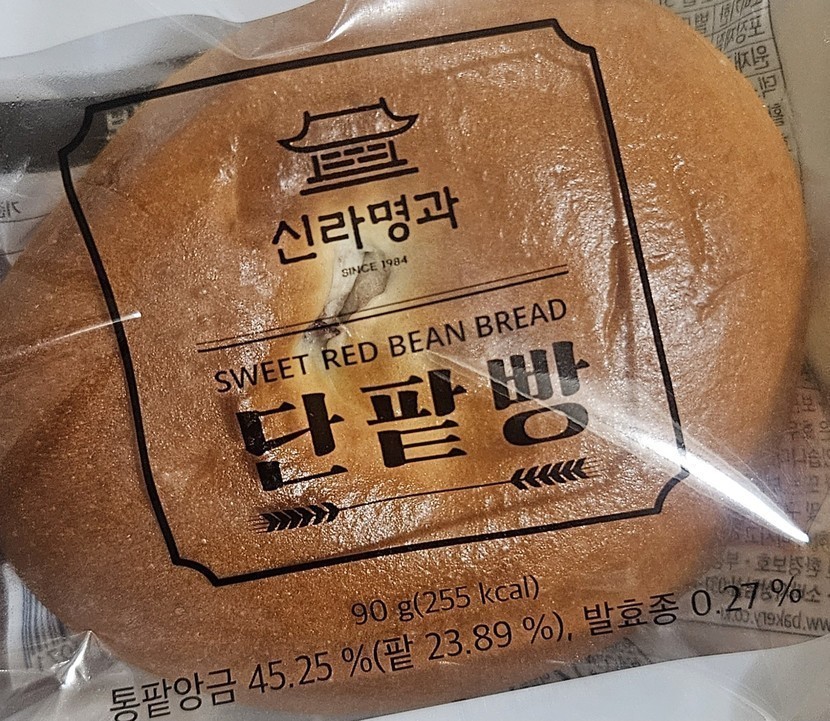 신라명과
SINCE 1984
SWEET RED BEAN BREAD
단팥빵
90 g(255 kcal)
통팥앙금 45.25 %(팥 23.89 %), 발효종 0.27 %